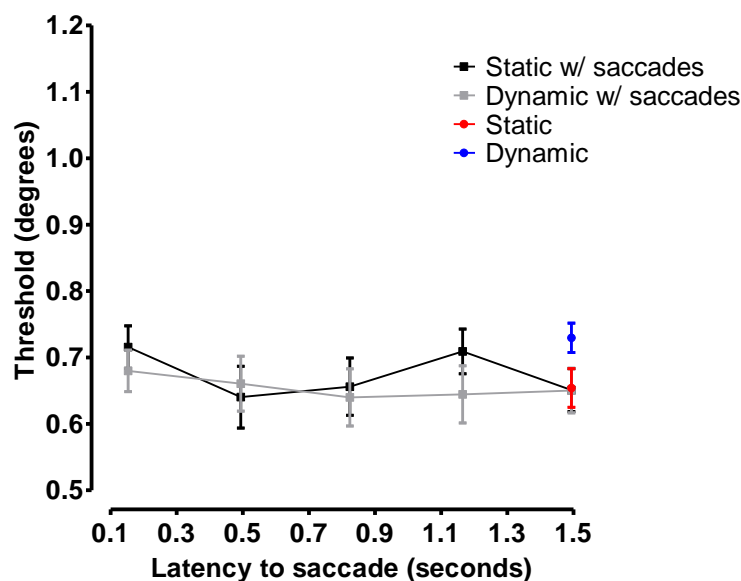 1.2
1.1
1.0
0.9
0.8
0.7
0.6
0.5
Threshold (degrees)
Static w/ saccades
Dynamic w/ saccades
Static
Dynamic
0.1 0.3 0.5 0.7 0.9 1.1 1.3 1.5
Latency to saccade (seconds)